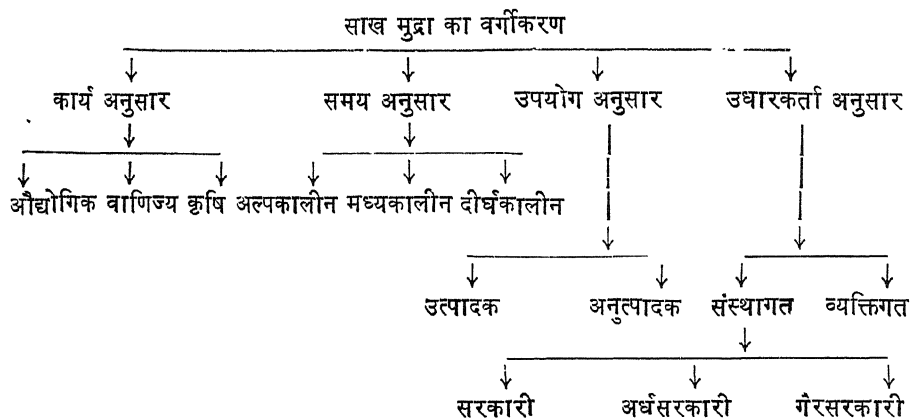 साख मुद्रा का वर्गीकरण
कार्य अनुसार समय अनुसार उपयोग अनुसार उधारकर्ता अनुसार
औद्योगिक वाणिज्य कृषि अल्पकालीन मध्यकालीन दीर्घकालीन
उत्पादक अनुत्पादक संस्थागत व्यक्तिगत
सरकारी अर्धसरकारी गैरसरकारी